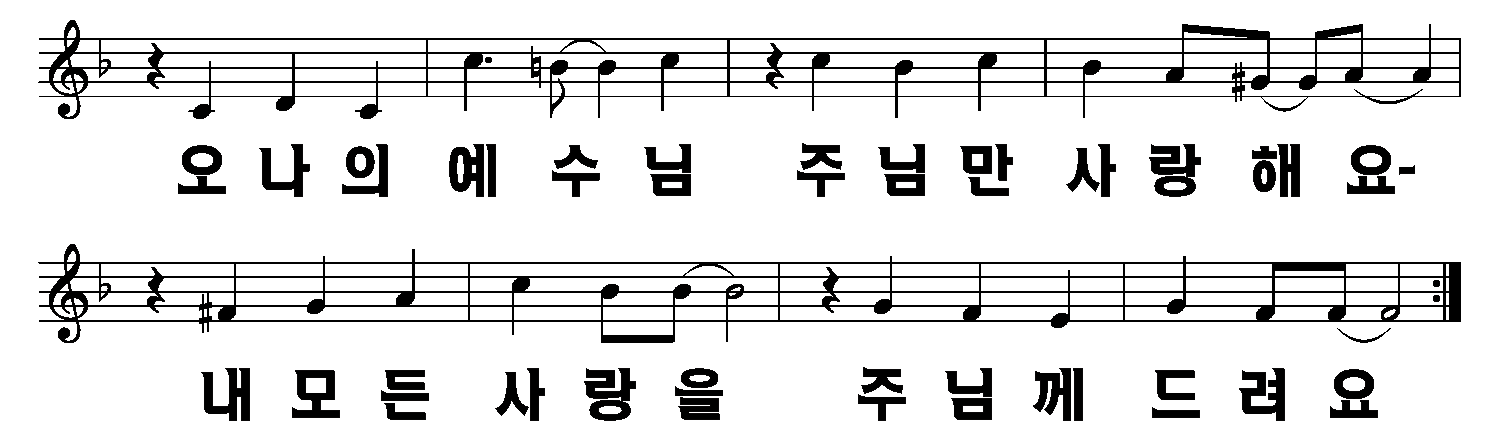 오 나 의 예 수 님 주 님 만 사 랑 해 요-
내 모 든 사 랑 을 주 님 께 드 려 요